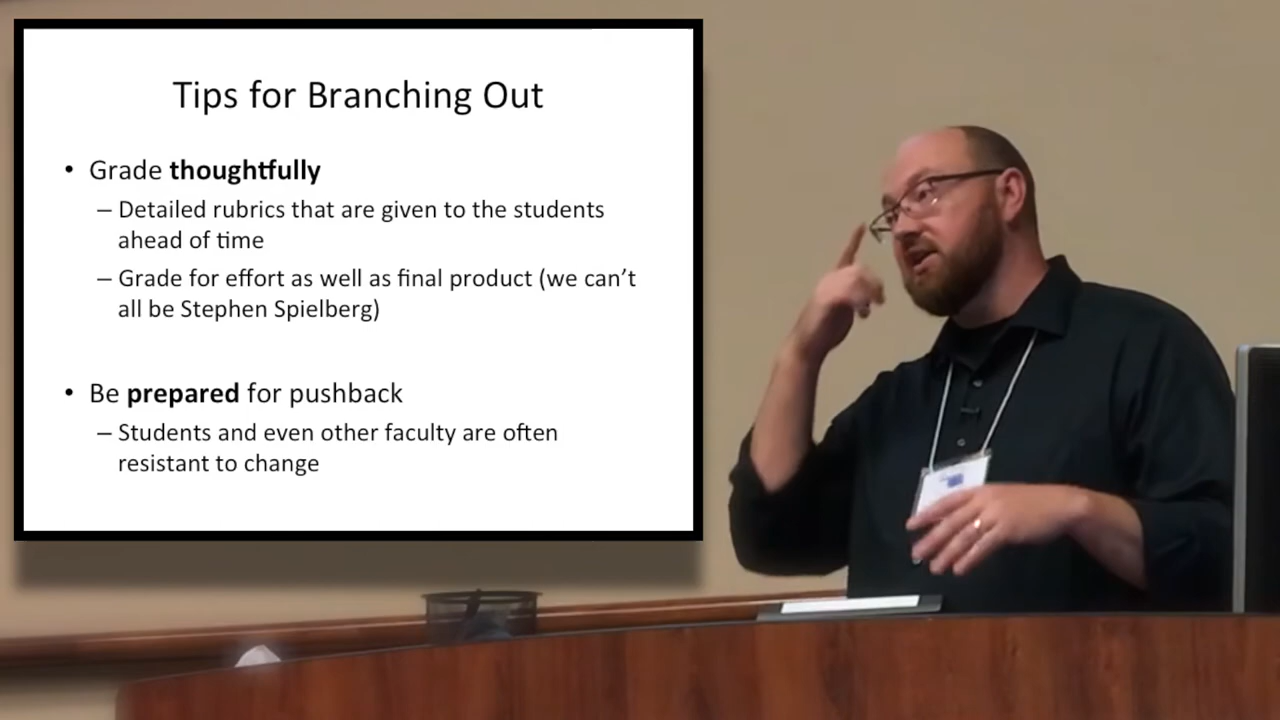 Tips for Branching Out
• Grade thoughtfully
– Detailed rubrics that are given to the students
ahead of time
– Grade for effort as well as final product (we can’t
all be Stephen Spielberg)
• Be prepared for pushback
– Students and even other faculty are often
resistant to change